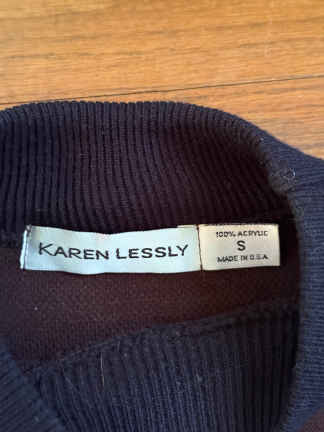 KAREN LESSLY
100% ACRYLIC
S
MADE IN U.S.A.